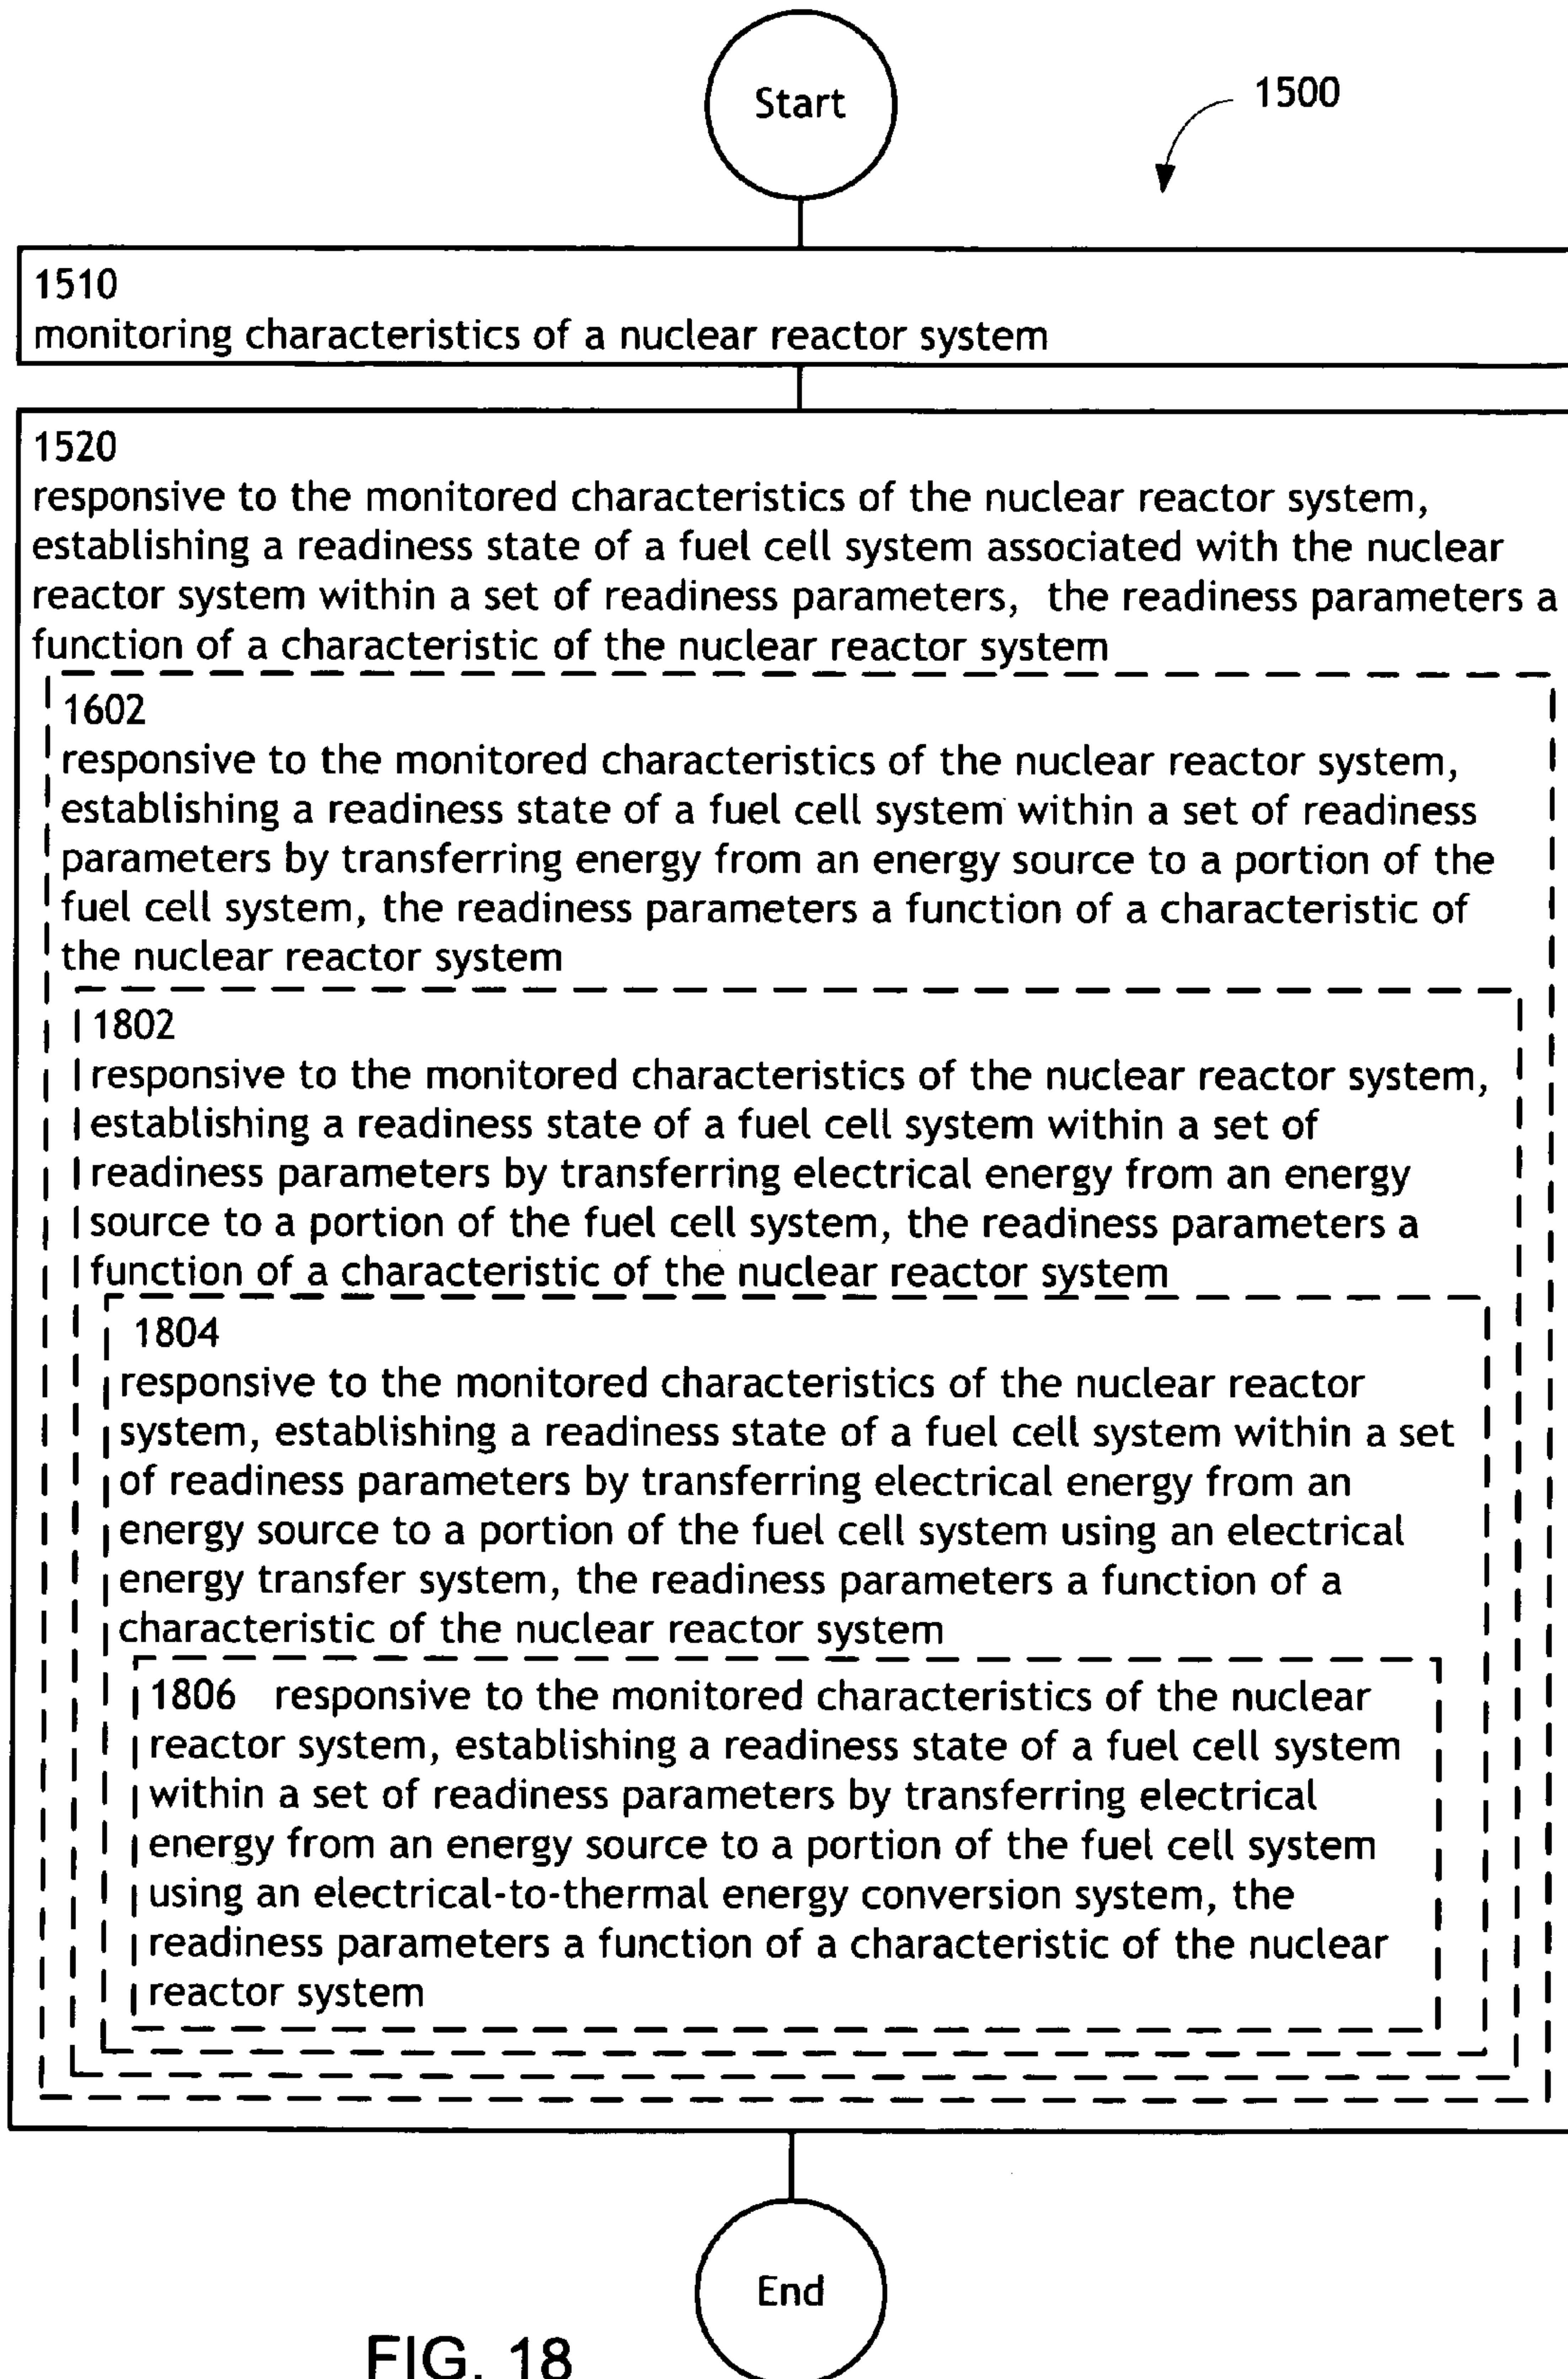 Start
1500
1510
monitoring characteristics of a nuclear reactor system
1520
responsive to the monitored characteristics of the nuclear reactor system,
establishing a readiness state of a fuel cell system associated with the nuclear
reactor system within a set of readiness parameters, the readiness parameters a
function of a characteristic of the nuclear reactor system
1602
responsive to the monitored characteristics of the nuclear reactor system,
establishing a readiness state of a fuel cell system within a set of readiness
parameters by transferring energy from an energy source to a portion of the
fuel cell system, the readiness parameters a function of a characteristic of
the nuclear reactor system
1802
responsive to the monitored characteristics of the nuclear reactor system,
establishing a readiness state of a fuel cell system within a set of
readiness parameters by transferring electrical energy from an energy
source to a portion of the fuel cell system, the readiness parameters a
function of a characteristic of the nuclear reactor system
1804
responsive to the monitored characteristics of the nuclear reactor
system, establishing a readiness state of a fuel cell system within a set
of readiness parameters by transferring electrical energy from an
energy source to a portion of the fuel cell system using an electrical
energy transfer system, the readiness parameters a function of a
characteristic of the nuclear reactor system
1806 responsive to the monitored characteristics of the nuclear
reactor system, establishing a readiness state of a fuel cell system
within a set of readiness parameters by transferring electrical
energy from an energy source to a portion of the fuel cell system
using an electrical-to-thermal energy conversion system, the
readiness parameters a function of a characteristic of the nuclear
reactor system
End
FIG. 18